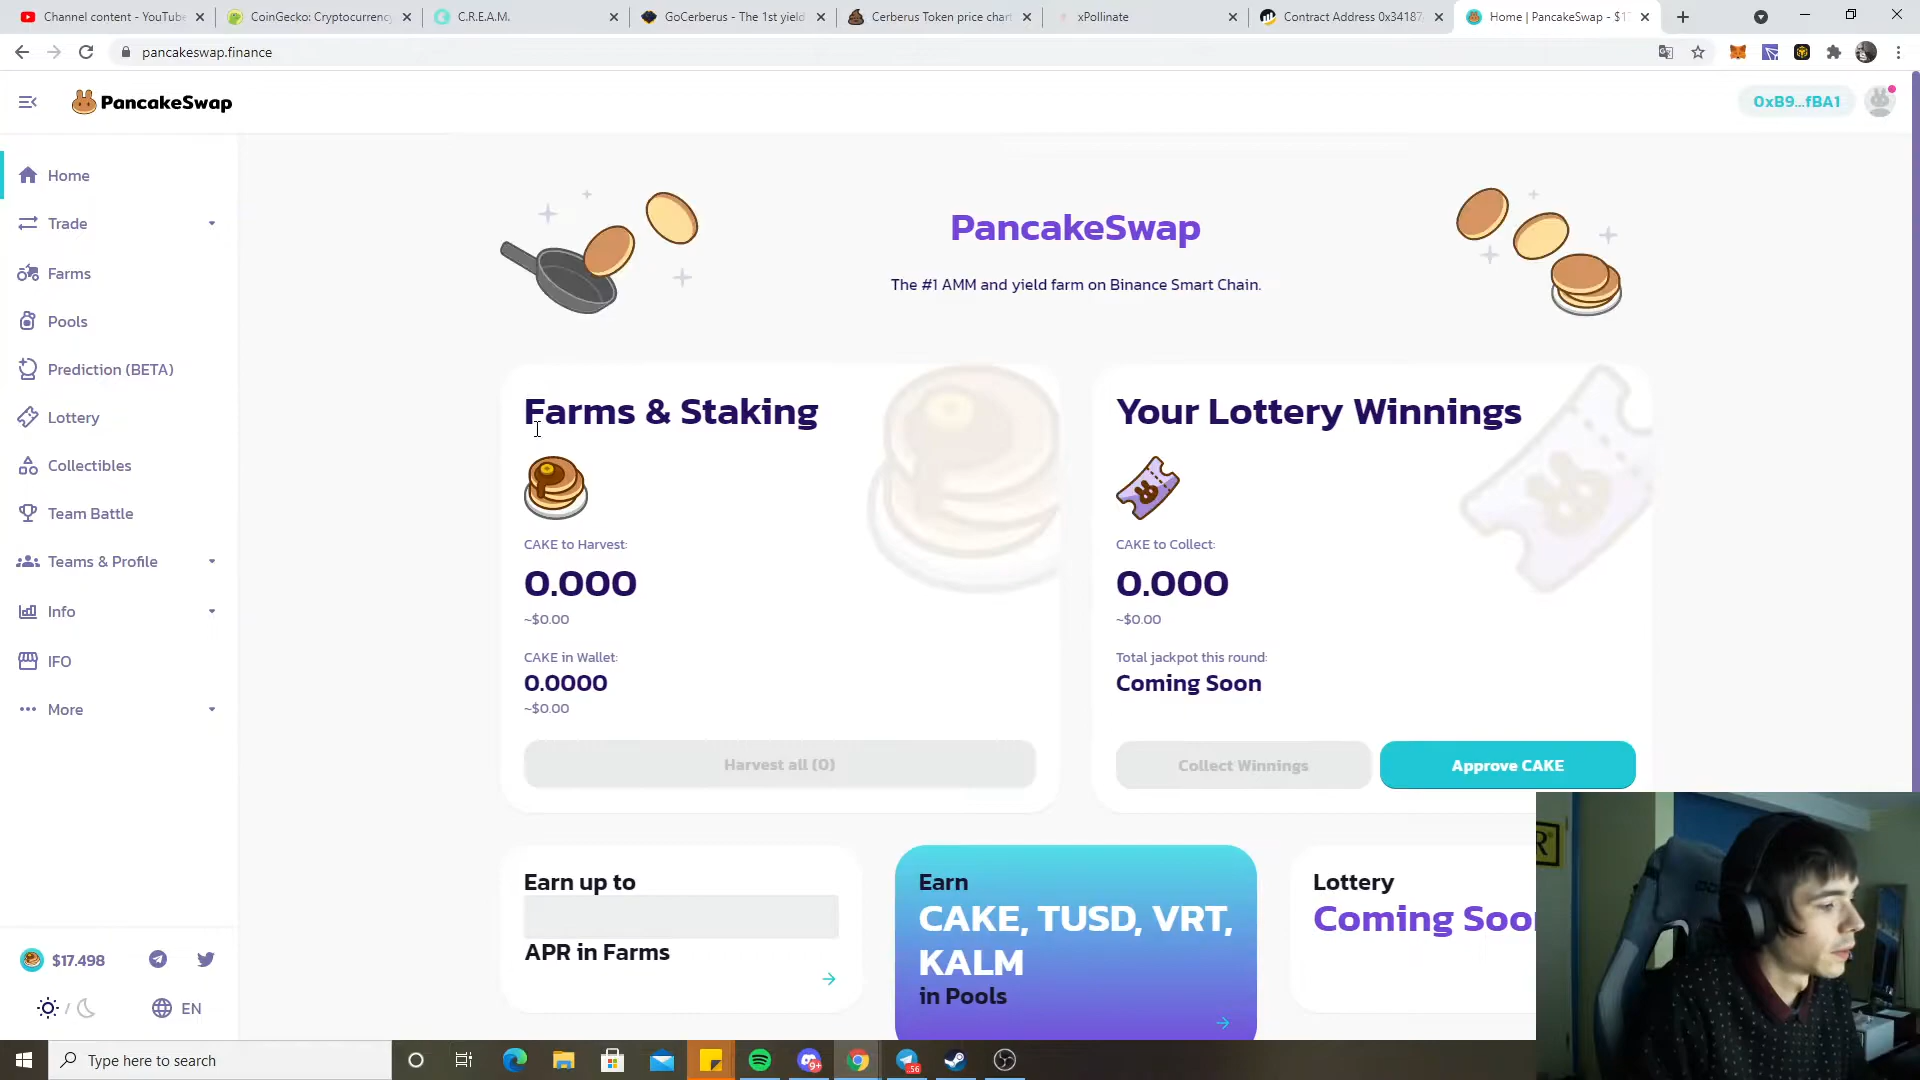 Channel content - YouTube
CoinGecko: Cryptocurrency
C.R.E.A.M.
GoCerberus - The 1st yield
Cerberus Token price chart
xPollinate
Contract Address 0x34187
Home | PancakeSwap - $17
pancakeswap.finance
PancakeSwap
0xB9...fBA1
Home
Trade
Farms
Pools
Prediction (BETA)
Lottery
Collectibles
Team Battle
Teams & Profile
Info
IFO
More
$17.498
EN
PancakeSwap
The #1 AMM and yield farm on Binance Smart Chain.
Farms & Staking
CAKE to Harvest:
0.000
~$0.00
CAKE in Wallet:
0.0000
~$0.00
Harvest all (0)
Your Lottery Winnings
CAKE to Collect:
0.000
~$0.00
Total jackpot this round:
Coming Soon
Collect Winnings
Approve CAKE
Earn up to
APR in Farms
Earn
CAKE, TUSD, VRT,
KALM
in Pools
Lottery
Coming Soo
Type here to search
9+
56